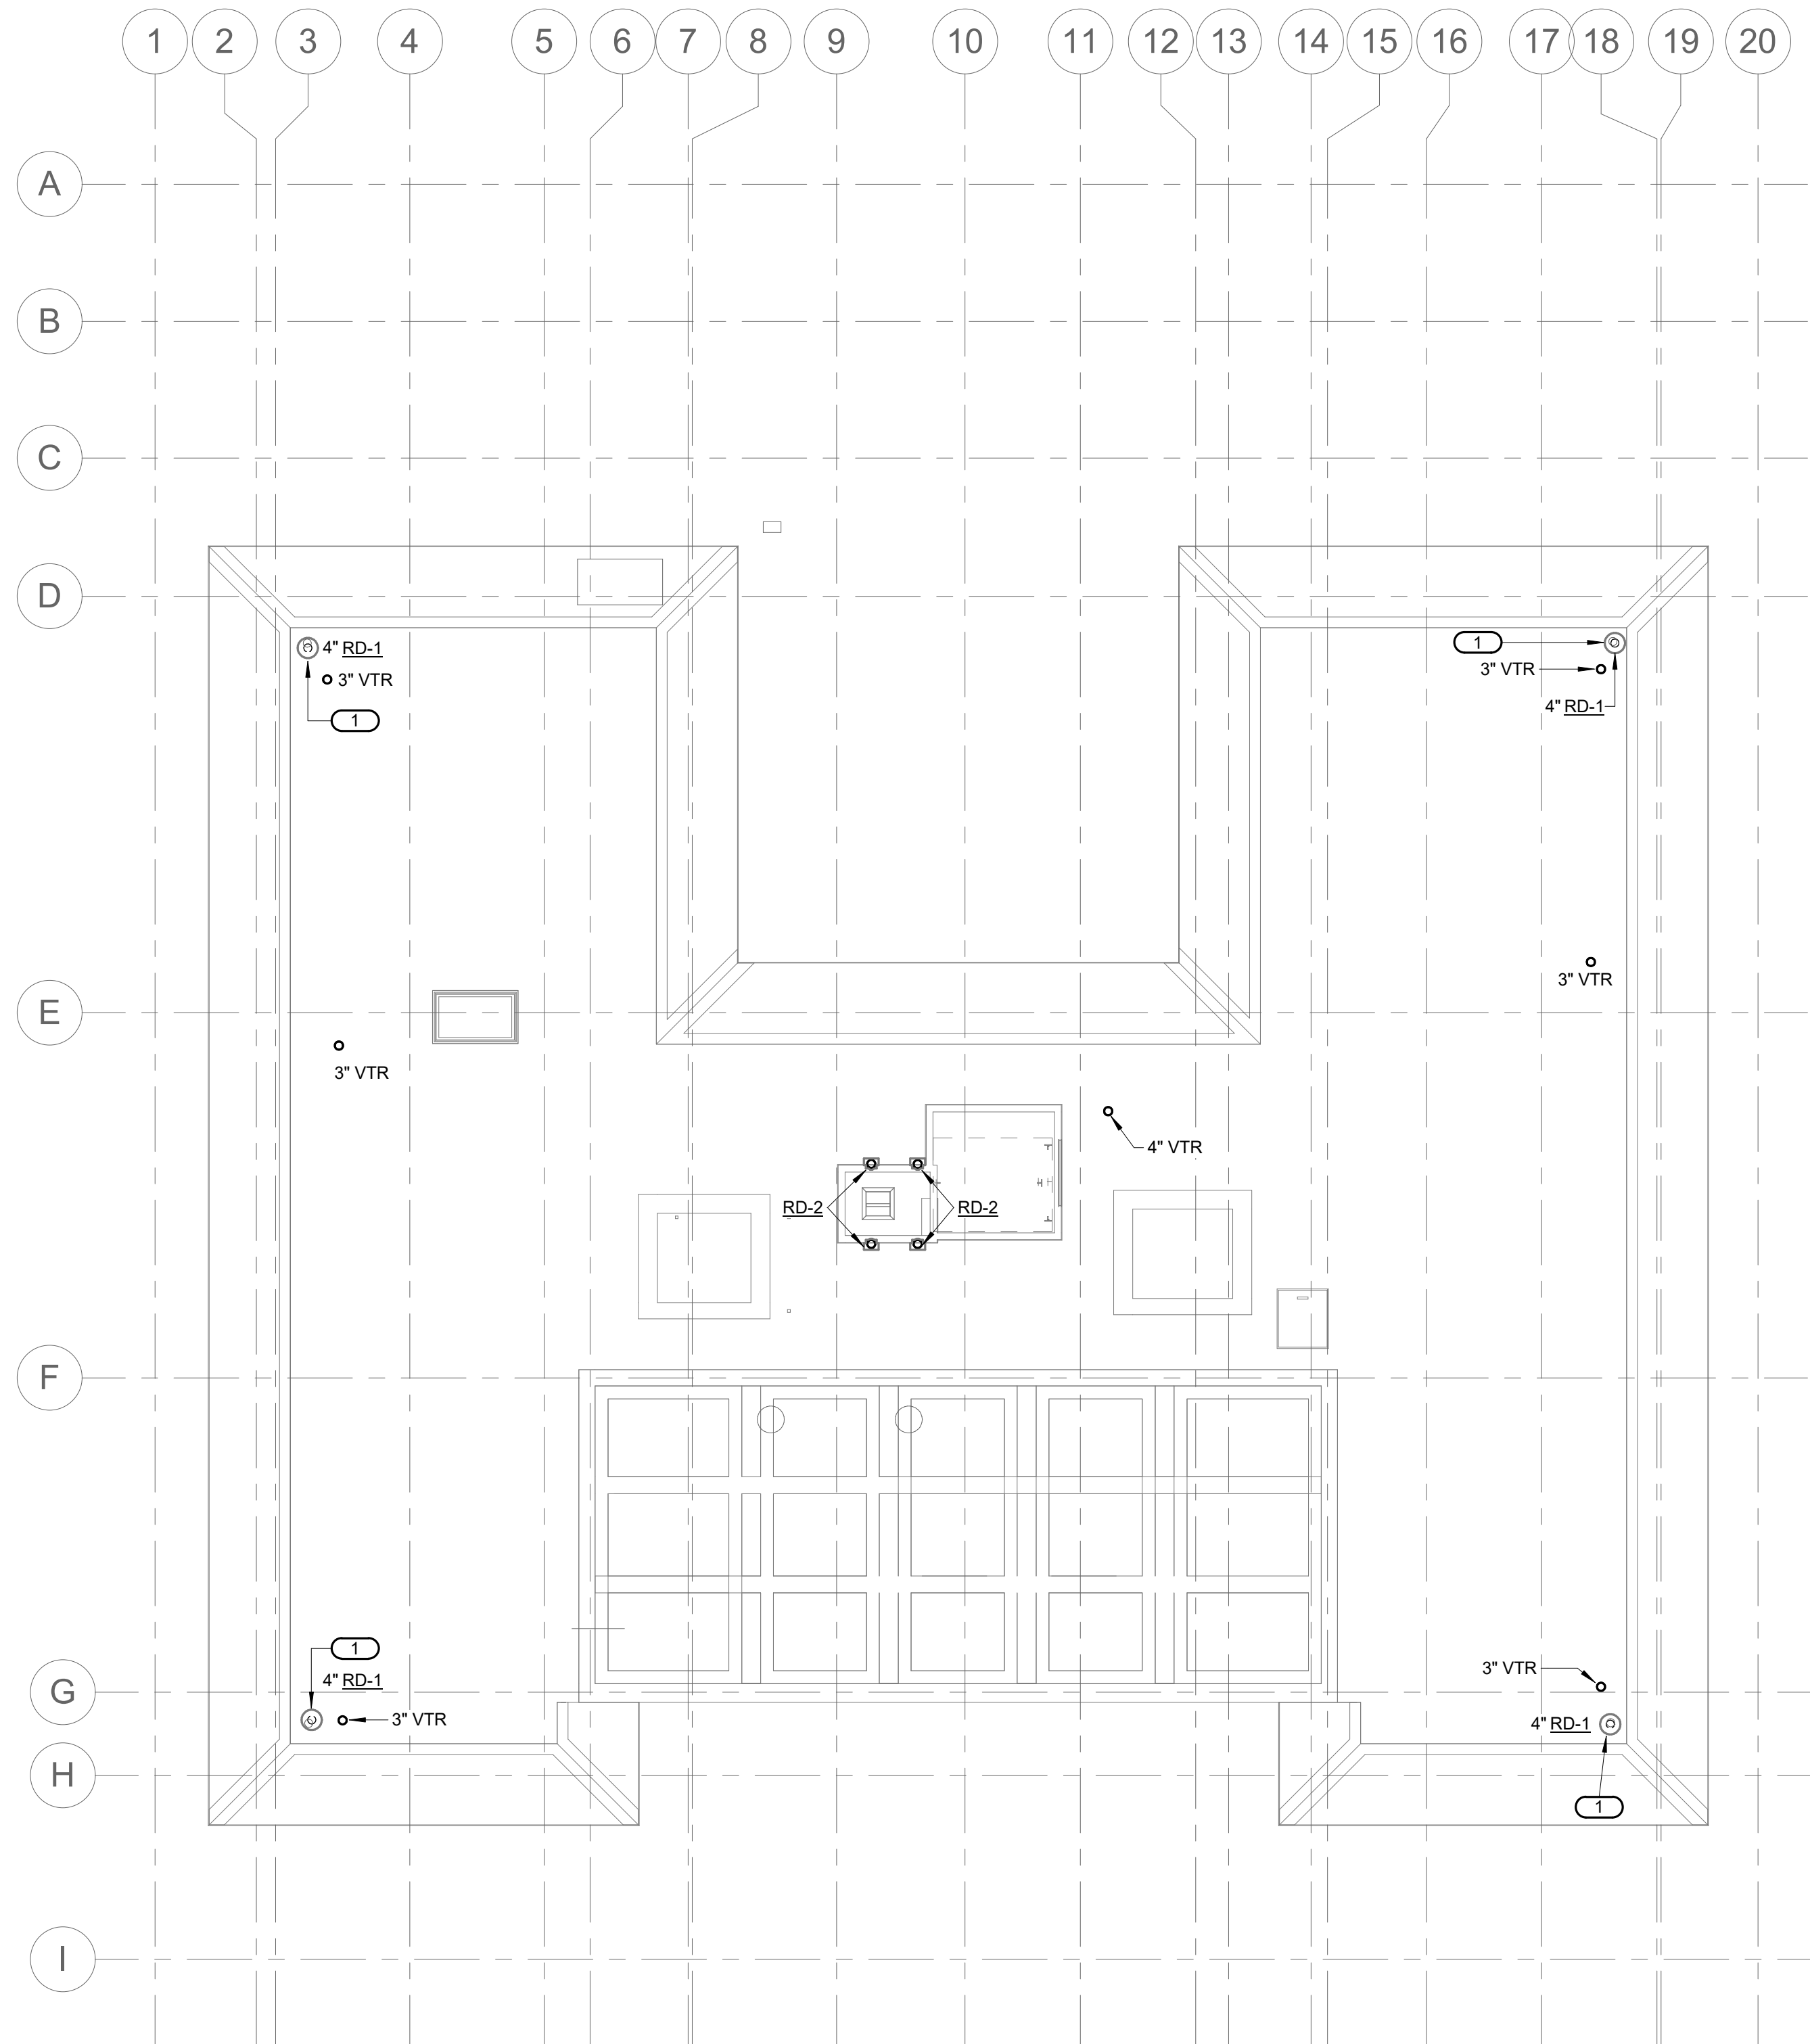 1 2 3 4 5 6 7 8 9 10 11 12 13 14 15 16 17 18 19 20
A
B
C
D
4" RD-1
3" VTR
1
1
3" VTR
4" RD-1
3" VTR
E
3" VTR
4" VTR
RD-2
RD-2
F
1
4" RD-1
3" VTR
G
3" VTR
4" RD-1
H
1
I